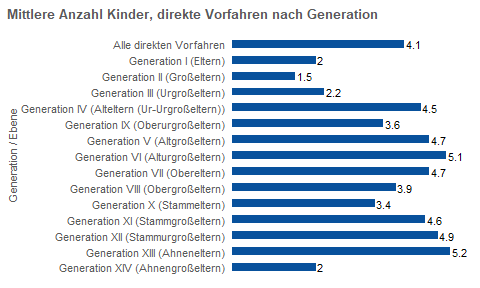 Mittlere Anzahl Kinder, direkte Vorfahren nach Generation
Generation / Ebene
Alle direkten Vorfahren 4.1
Generation I (Eltern) 2
Generation II (Großeltern) 1.5
Generation III (Urgroßeltern) 2.2
Generation IV (Alteltern (Ur-Urgroßeltern)) 4.5
Generation IX (Oberurgroßeltern) 3.6
Generation V (Altgroßeltern) 4.7
Generation VI (Alturgroßeltern) 5.1
Generation VII (Obereltern) 4.7
Generation VIII (Obergroßeltern) 3.9
Generation X (Stammeltern) 3.4
Generation XI (Stammgroßeltern) 4.6
Generation XII (Stammurgroßeltern) 4.9
Generation XIII (Ahneneltern) 5.2
Generation XIV (Ahnengroßeltern) 2